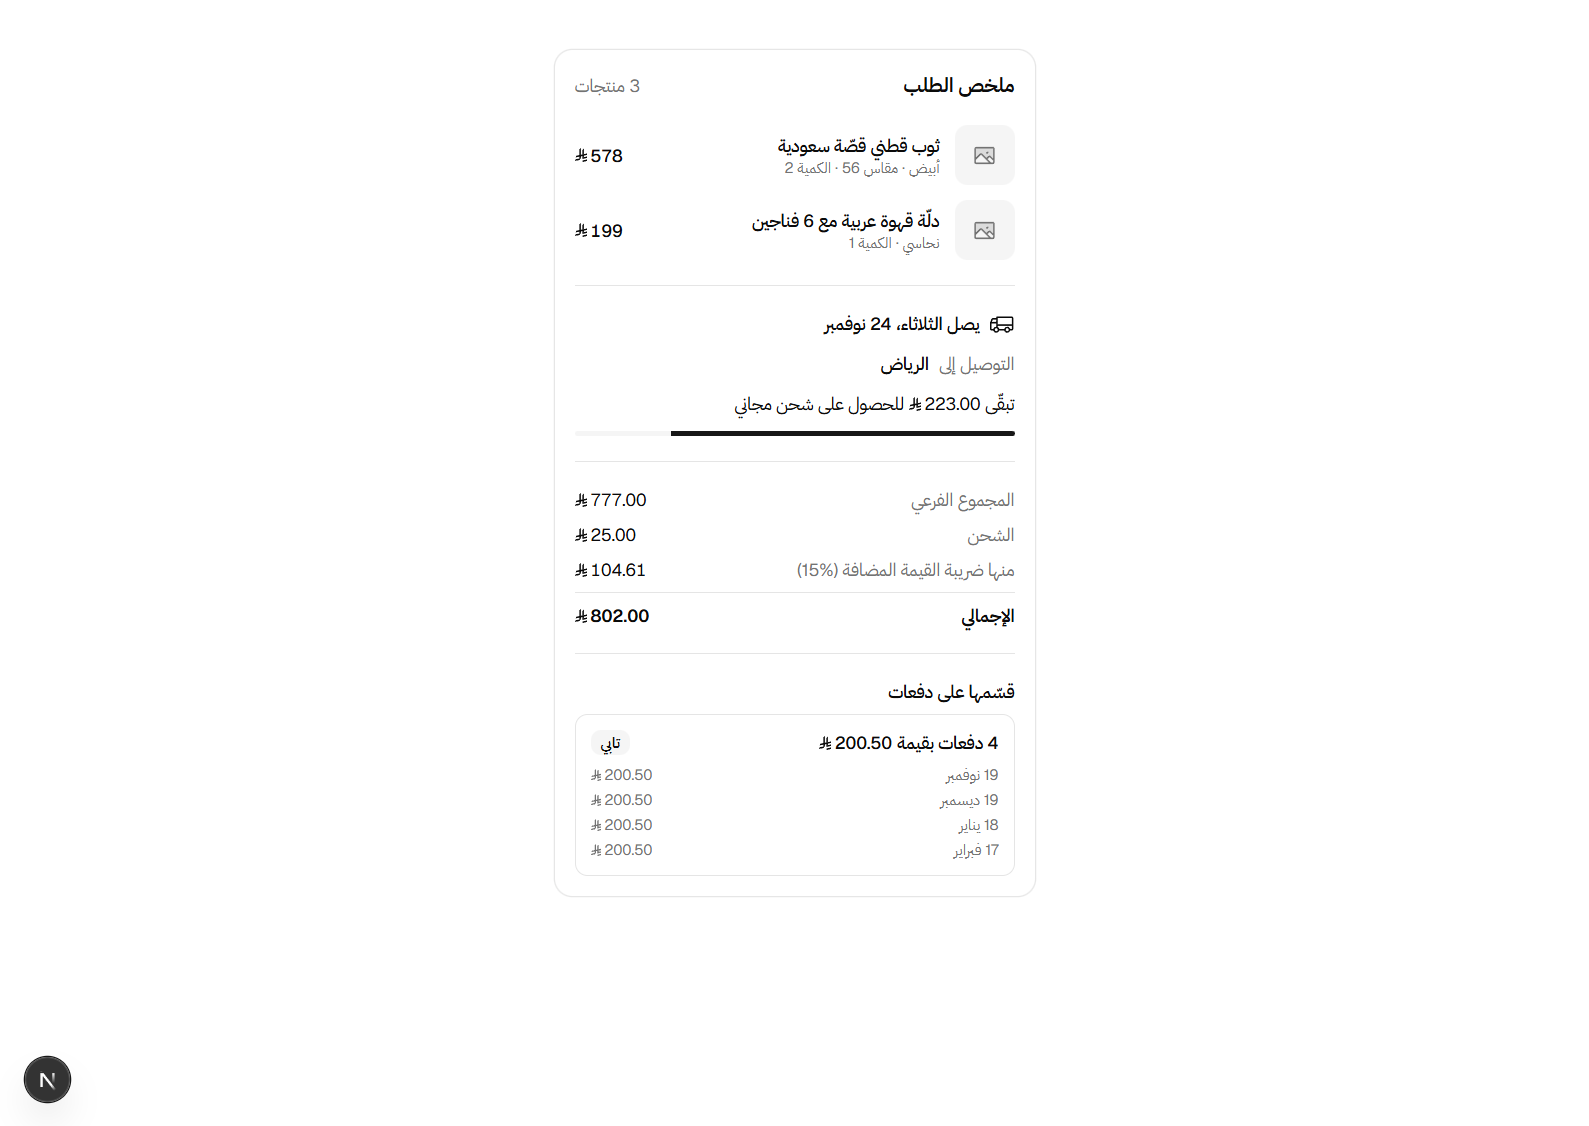 ملخص الطلب
3 منتجات
ثوب قطني قصّة سعودية
أبيض · مقاس 56 · الكمية 2
578 ⃁
دلّة قهوة عربية مع 6 فناجين
نحاسي · الكمية 1
199 ⃁
يصل الثلاثاء، 24 نوفمبر
التوصيل إلى الرياض
تبقّى 223.00 ⃁ للحصول على شحن مجاني
المجموع الفرعي 777.00 ⃁
الشحن 25.00 ⃁
منها ضريبة القيمة المضافة (15%) 104.61 ⃁
الإجمالي 802.00 ⃁
قسّمها على دفعات
4 دفعات بقيمة 200.50 ⃁
تابي
19 نوفمبر 200.50 ⃁
19 ديسمبر 200.50 ⃁
18 يناير 200.50 ⃁
17 فبراير 200.50 ⃁
N